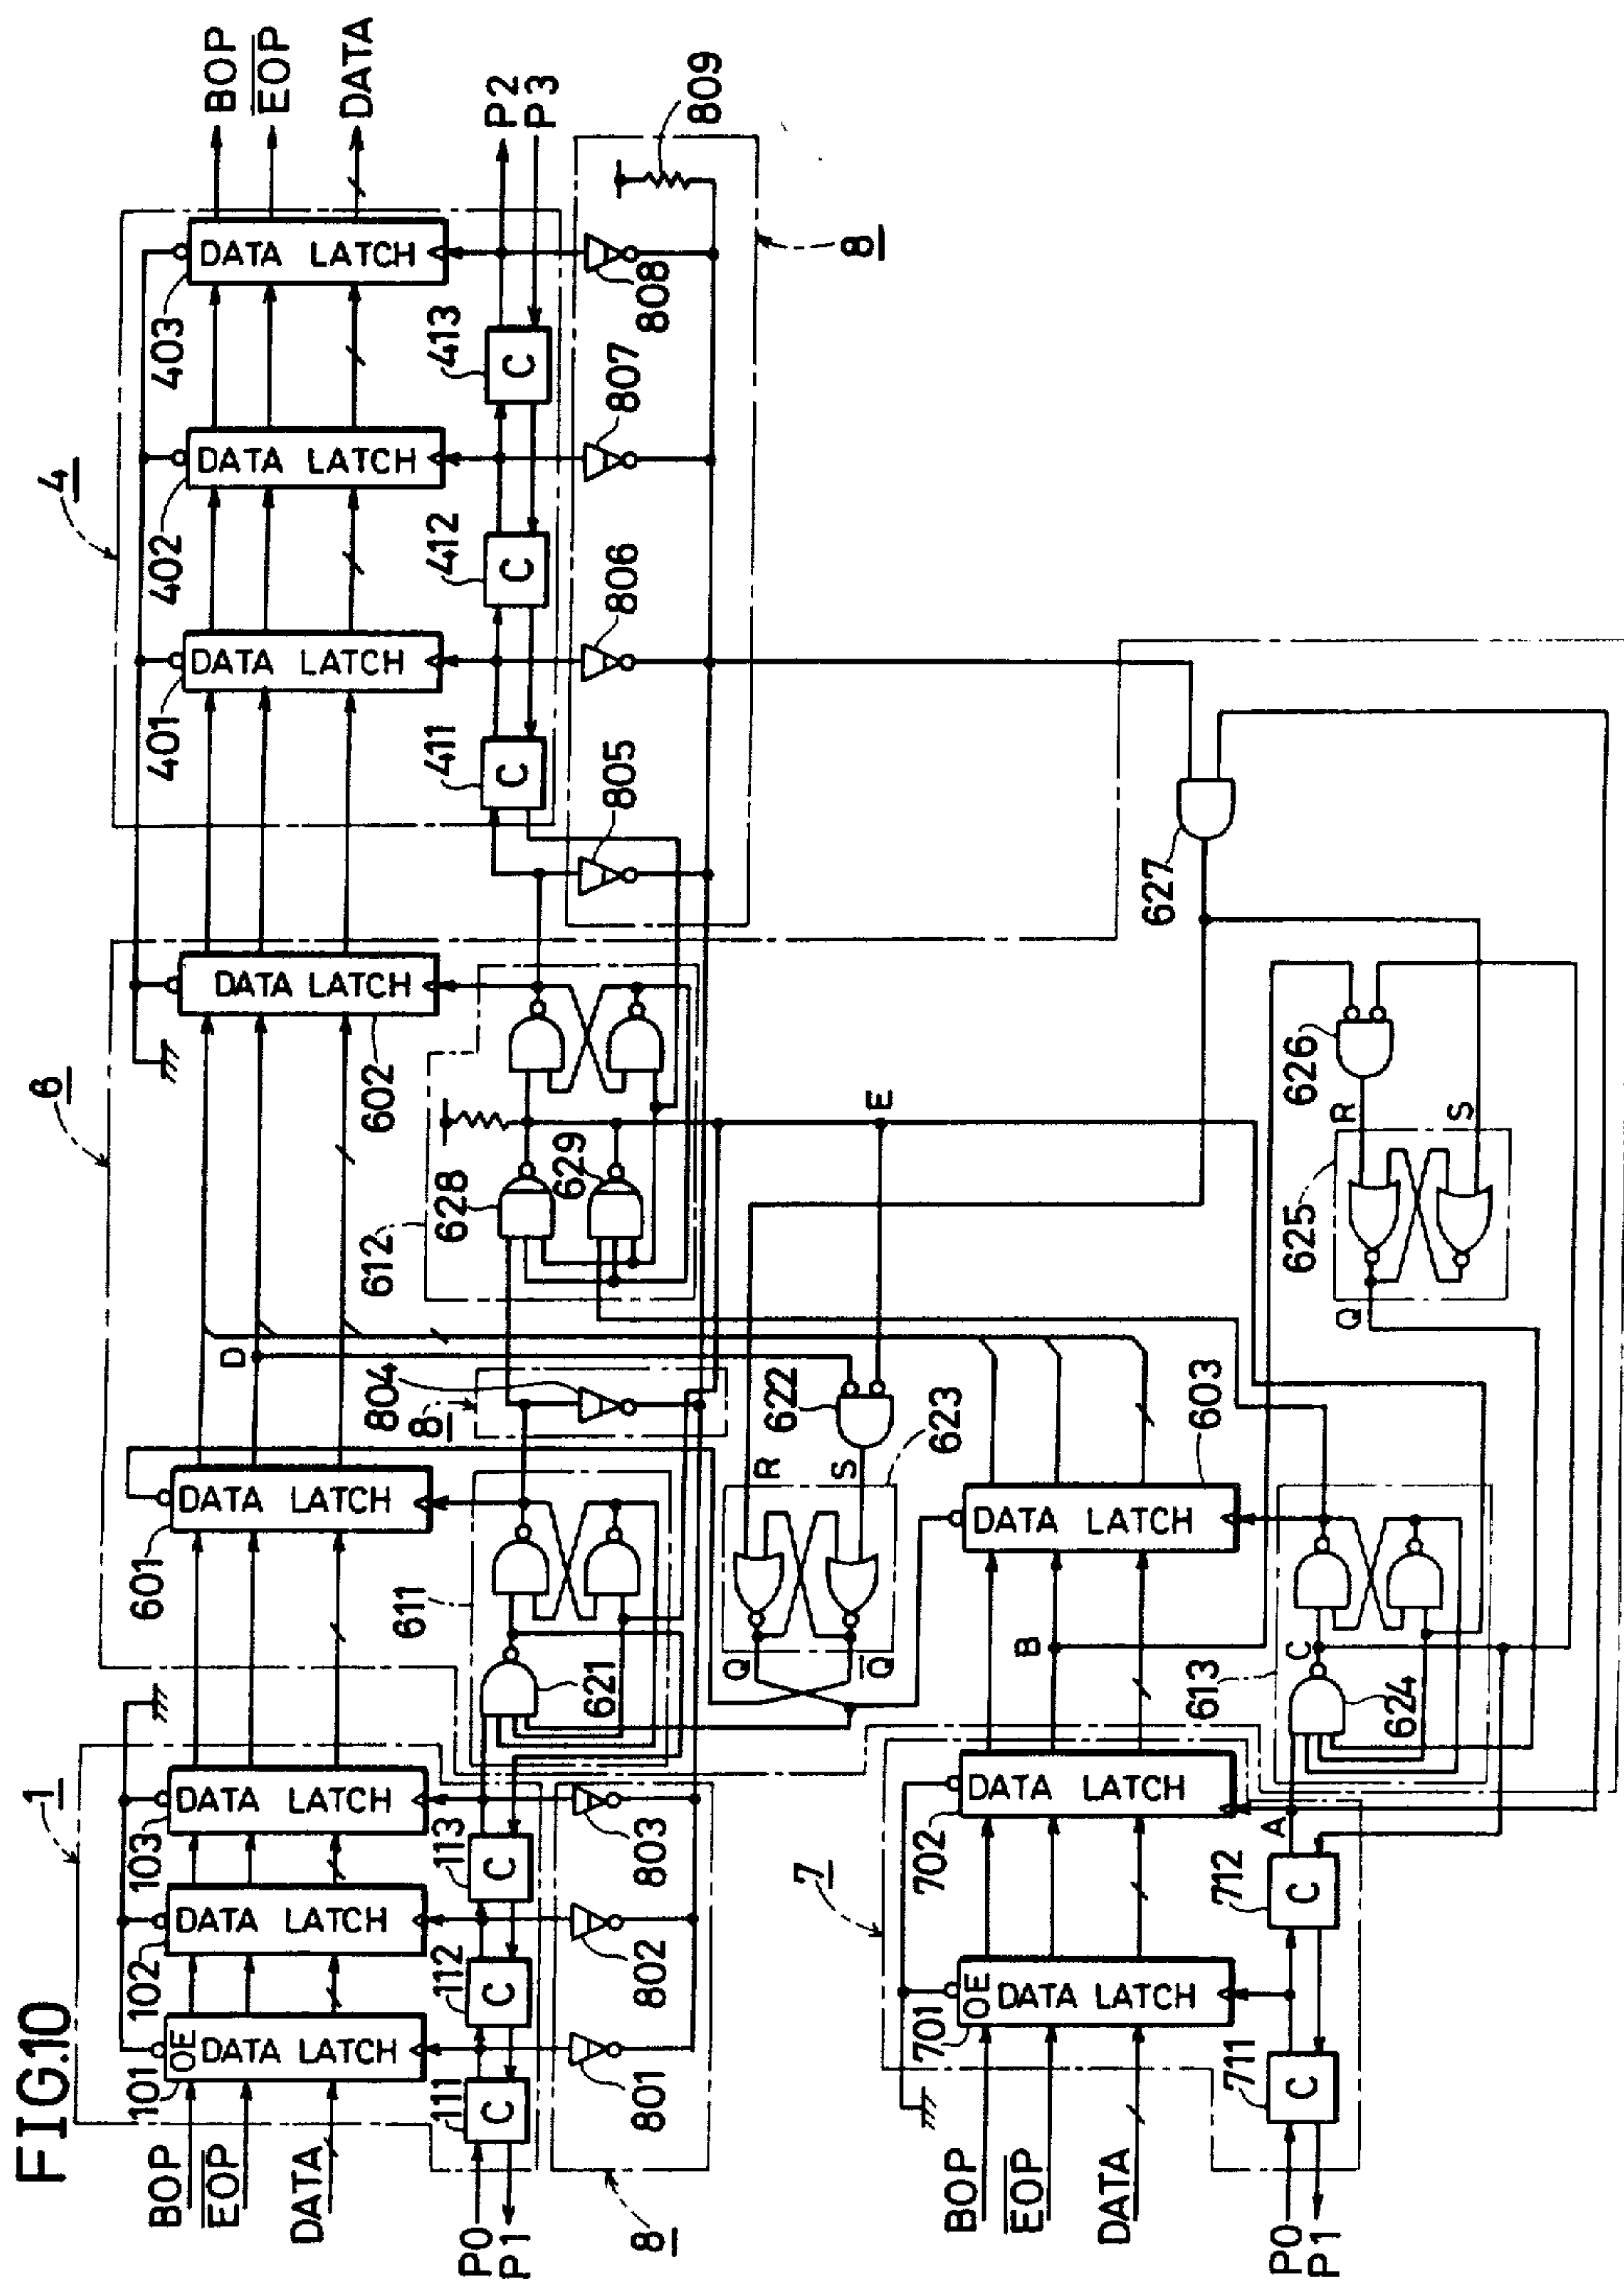 FIG.10
1
6
4
BOP
EOP
DATA
101
OE
DATA LATCH
102
DATA LATCH
103
DATA LATCH
601
DATA LATCH
D
602
DATA LATCH
401
DATA LATCH
402
DATA LATCH
403
DATA LATCH
BOP
EOP
DATA
P0
P1
111
C
112
C
113
C
611
621
612
628
629
411
C
412
C
413
C
P2
P3
8
801
802
803
8
804
805
806
807
808
809
8
E
Q
Q
R
S
622
623
627
7
BOP
EOP
DATA
701
OE
DATA LATCH
702
DATA LATCH
B
603
DATA LATCH
P0
P1
711
C
712
C
A
613
C
624
Q
625
R
S
626